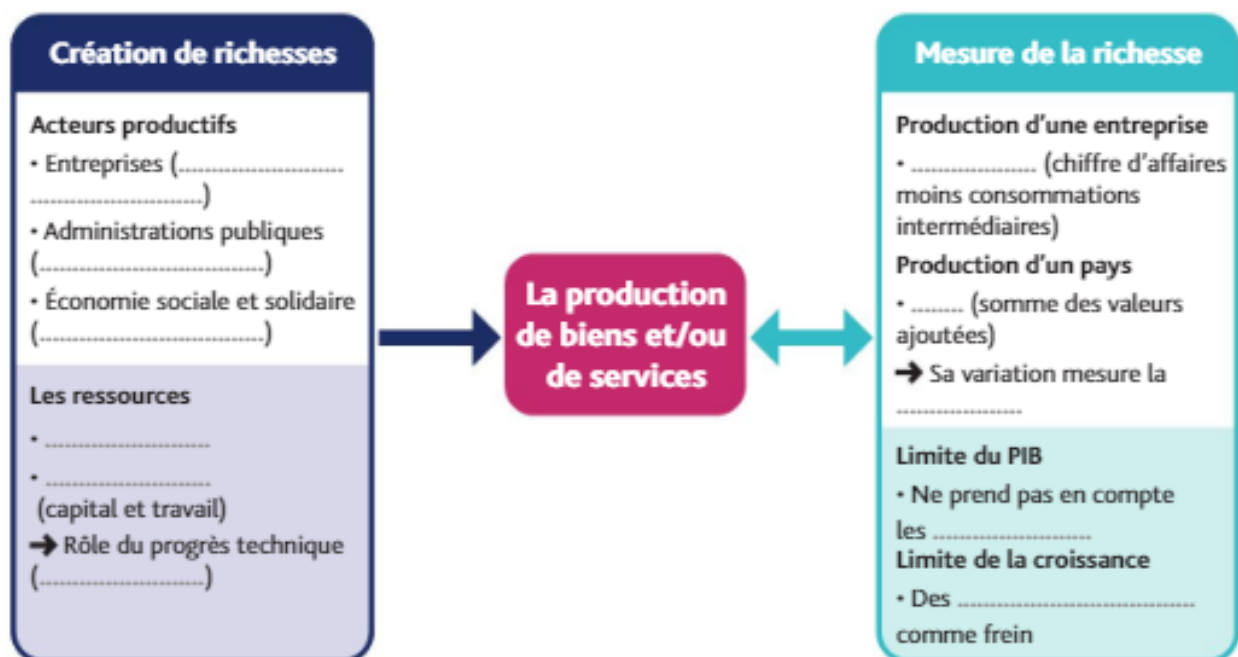 Création de richesses
Acteurs productifs
• Entreprises (............................
.............................)
• Administrations publiques
(......................................)
• Économie sociale et solidaire
(......................................)
Les ressources
• ............................
• ............................
(capital et travail)
➔ Rôle du progrès technique
(.............................)
La production
de biens et/ou
de services
Mesure de la richesse
Production d'une entreprise
• ..................... (chiffre d'affaires
moins consommations
intermédiaires)
Production d'un pays
• ......... (somme des valeurs
ajoutées)
➔ Sa variation mesure la
.....................
Limite du PIB
• Ne prend pas en compte
les ...........................
Limite de la croissance
• Des ........................................
comme frein